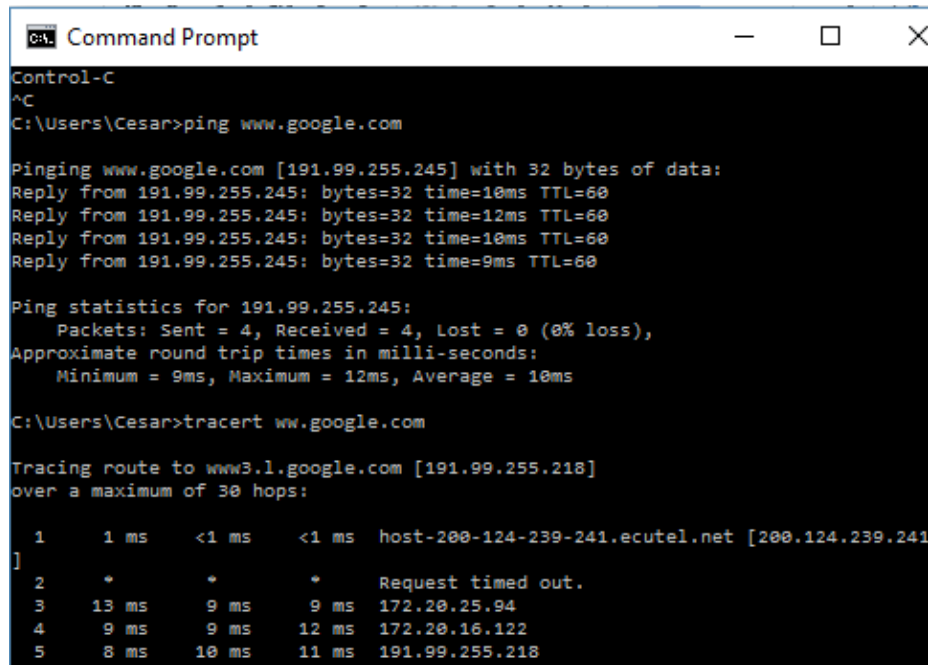 Command Prompt
Control-C
^C
C:\Users\Cesar>ping www.google.com
Pinging www.google.com [191.99.255.245] with 32 bytes of data:
Reply from 191.99.255.245: bytes=32 time=10ms TTL=60
Reply from 191.99.255.245: bytes=32 time=12ms TTL=60
Reply from 191.99.255.245: bytes=32 time=10ms TTL=60
Reply from 191.99.255.245: bytes=32 time=9ms TTL=60
Ping statistics for 191.99.255.245:
Packets: Sent = 4, Received = 4, Lost = 0 (0% loss),
Approximate round trip times in milli-seconds:
Minimum = 9ms, Maximum = 12ms, Average = 10ms
C:\Users\Cesar>tracert ww.google.com
Tracing route to www3.l.google.com [191.99.255.218]
over a maximum of 30 hops:
1 1 ms <1 ms <1 ms host-200-124-239-241.ecutel.net [200.124.239.241
]
2 * * * Request timed out.
3 13 ms 9 ms 9 ms 172.20.25.94
4 9 ms 9 ms 12 ms 172.20.16.122
5 8 ms 10 ms 11 ms 191.99.255.218